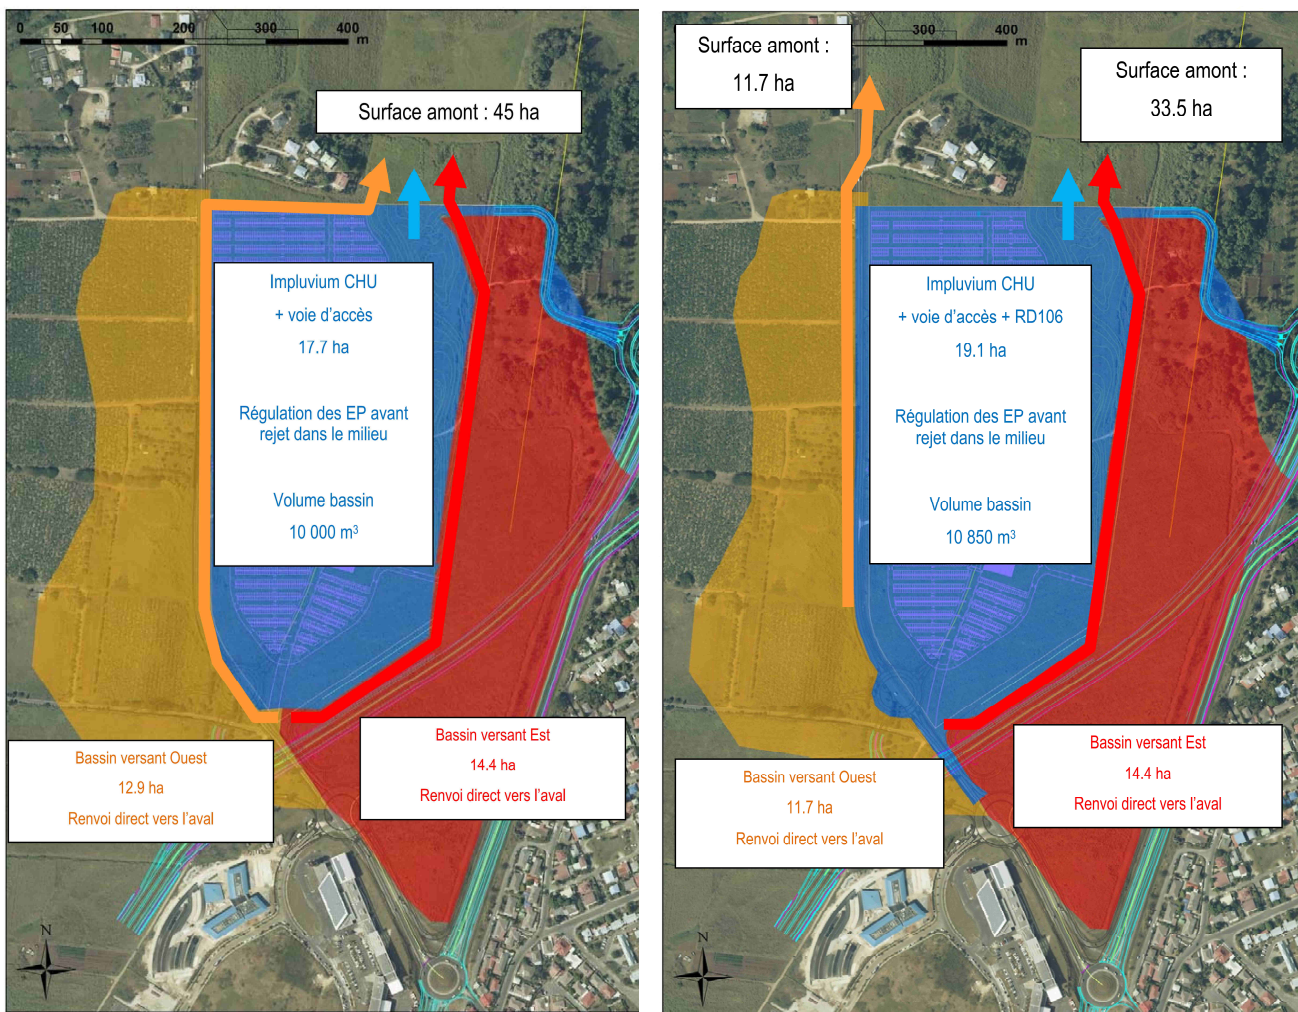 0 50 100 200 300 400
m
Surface amont : 45 ha
Impluvium CHU
+ voie d'accès
17.7 ha
Régulation des EP avant
rejet dans le milieu
Volume bassin
10 000 m³
Bassin versant Ouest
12.9 ha
Renvoi direct vers l'aval
Bassin versant Est
14.4 ha
Renvoi direct vers l'aval
N
Surface amont :
11.7 ha
300 400
m
Surface amont :
33.5 ha
Impluvium CHU
+ voie d'accès + RD106
19.1 ha
Régulation des EP avant
rejet dans le milieu
Volume bassin
10 850 m³
Bassin versant Ouest
11.7 ha
Renvoi direct vers l'aval
Bassin versant Est
14.4 ha
Renvoi direct vers l'aval
N